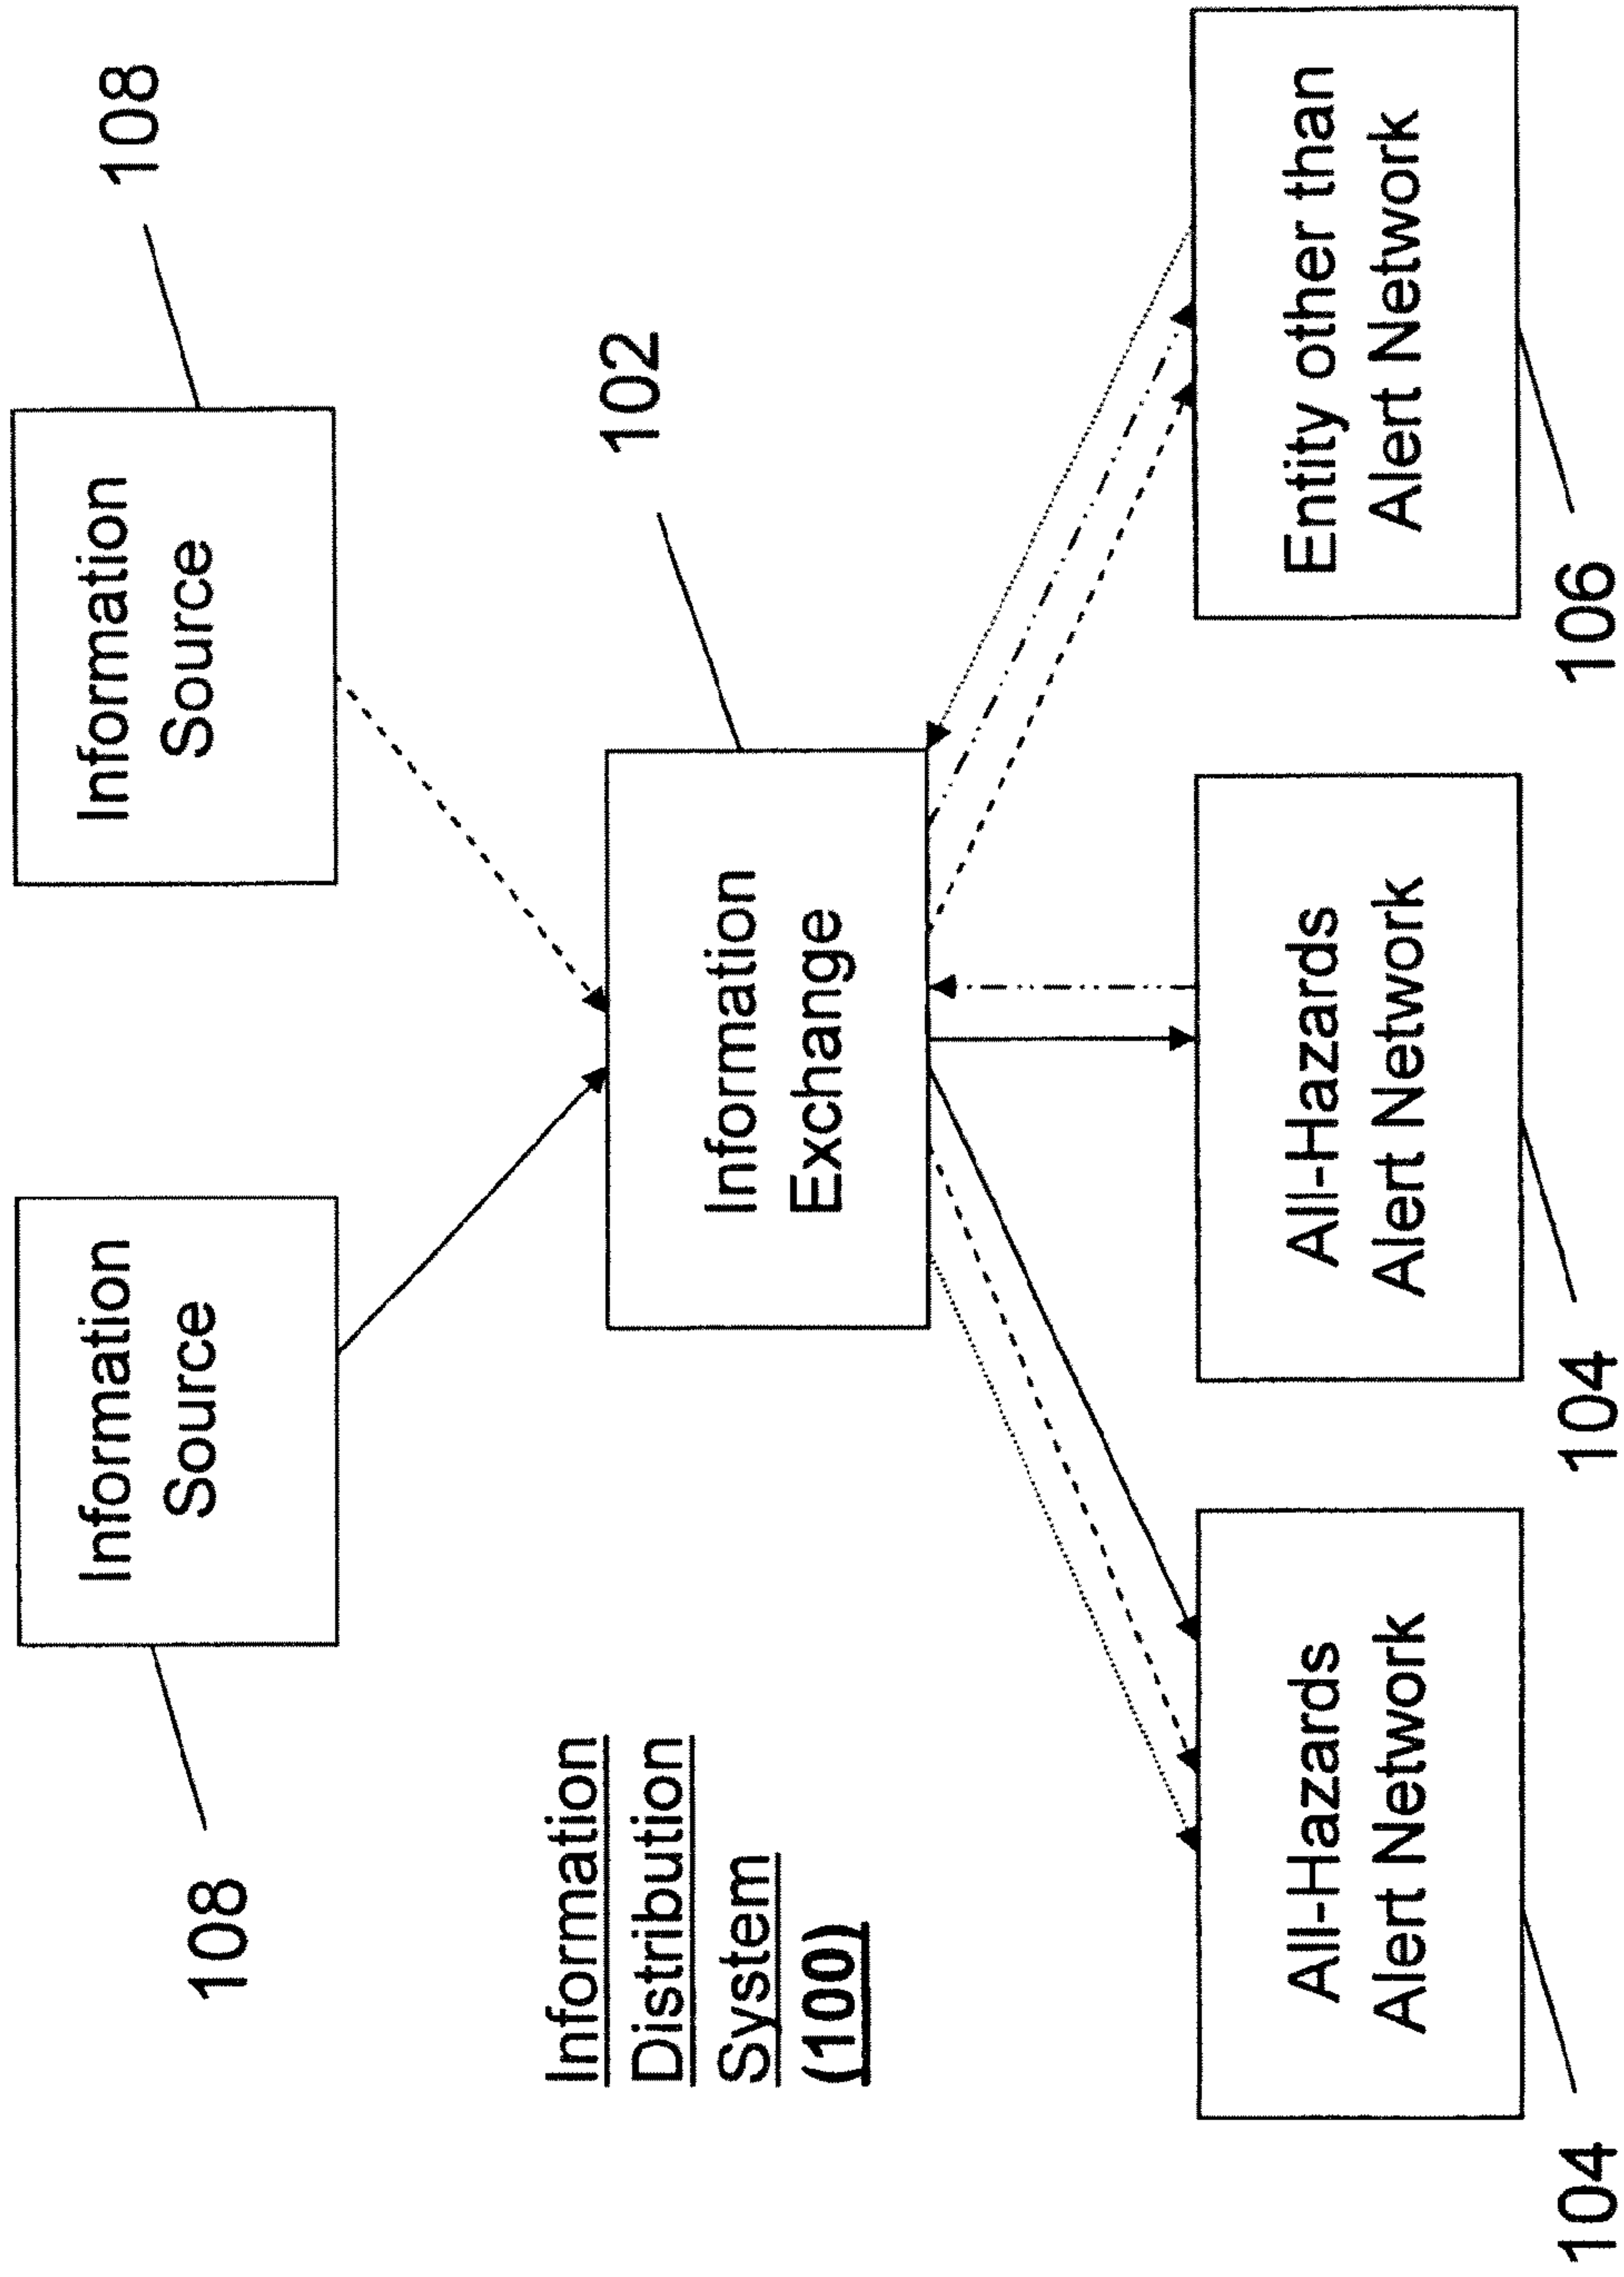 108
Information
Source
Information
Source
108
Information
Distribution
System
(100)
Information
Exchange
102
All-Hazards
Alert Network
104
All-Hazards
Alert Network
104
Entity other than
Alert Network
106